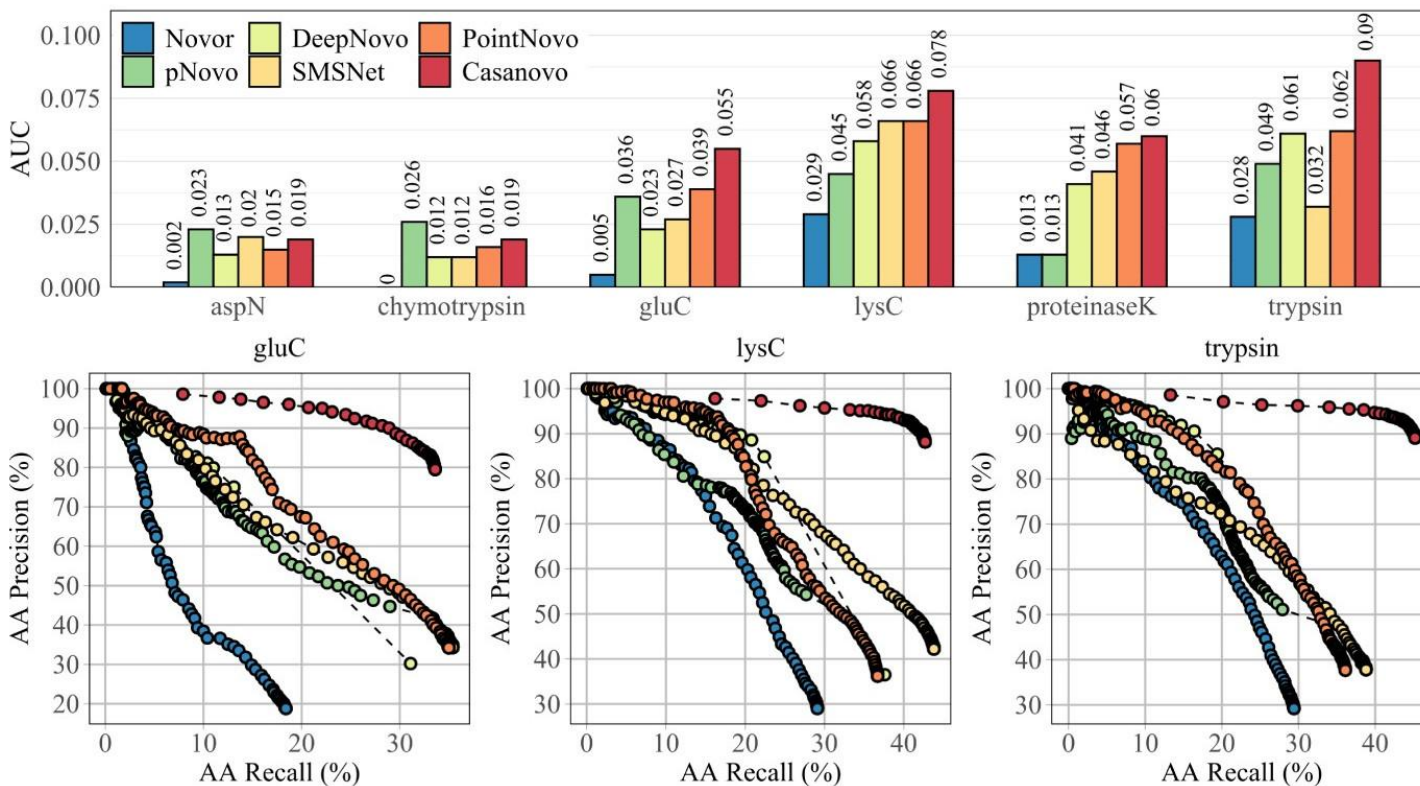 0.100
0.075
0.050
0.025
0.000
AUC
Novor DeepNovo PointNovo
pNovo SMSNet Casanovo
0.002 0.023 0.013 0.02 0.015 0.019
0 0.026 0.012 0.012 0.016 0.019
0.005 0.036 0.023 0.027 0.039 0.055
0.029 0.045 0.058 0.066 0.066 0.078
0.013 0.013 0.041 0.046 0.057 0.06
0.028 0.049 0.061 0.032 0.062 0.09
aspN chymotrypsin gluC lysC proteinaseK trypsin
gluC
AA Precision (%)
100
90
80
70
60
50
40
30
20
0 10 20 30
AA Recall (%)
lysC
AA Precision (%)
100
90
80
70
60
50
40
30
0 10 20 30 40
AA Recall (%)
trypsin
AA Precision (%)
100
90
80
70
60
50
40
30
0 10 20 30 40
AA Recall (%)